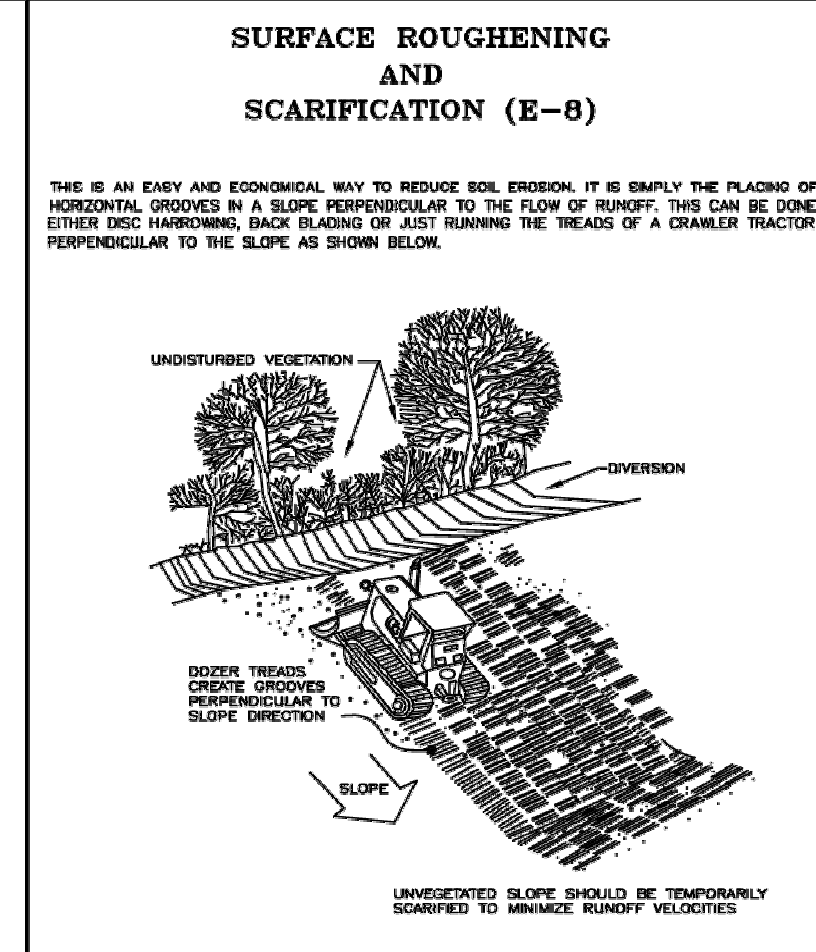 SURFACE ROUGHENING
AND
SCARIFICATION (E-8)
THIS IS AN EASY AND ECONOMICAL WAY TO REDUCE SOIL EROSION. IT IS SIMPLY THE PLACING OF
HORIZONTAL GROOVES IN A SLOPE PERPENDICULAR TO THE FLOW OF RUNOFF. THIS CAN BE DONE
EITHER DISC HARROWING, BACK BLADING OR JUST RUNNING THE TREADS OF A CRAWLER TRACTOR
PERPENDICULAR TO THE SLOPE AS SHOWN BELOW.
UNDISTURBED VEGETATION
DIVERSION
DOZER TREADS
CREATE GROOVES
PERPENDICULAR TO
SLOPE DIRECTION
SLOPE
UNVEGETATED SLOPE SHOULD BE TEMPORARILY
SCARIFIED TO MINIMIZE RUNOFF VELOCITIES